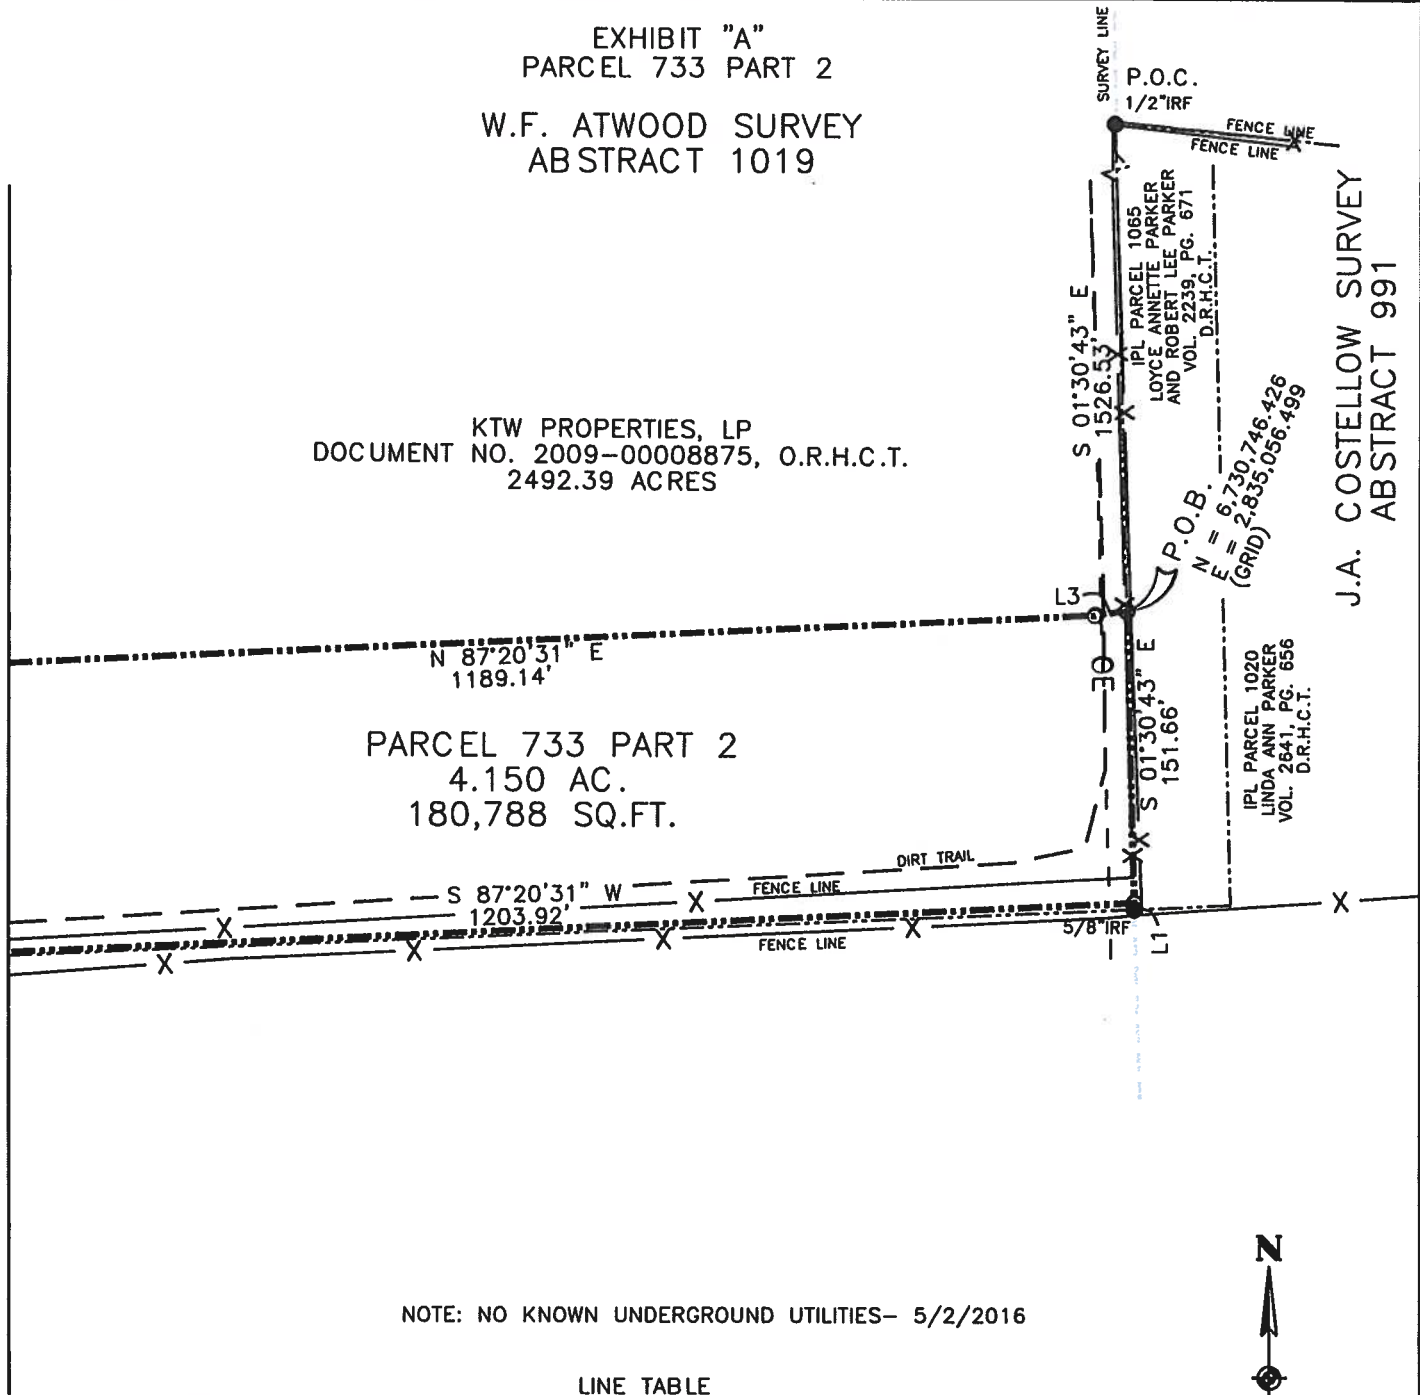 EXHIBIT "A"
PARCEL 733 PART 2
W.F. ATWOOD SURVEY
ABSTRACT 1019
SURVEY LINE
P.O.C.
1/2"IRF
FENCE LINE
FENCE LINE
J.A. COSTELLOW SURVEY
ABSTRACT 991
IPL PARCEL 1065
LOYCE ANNETTE PARKER
AND ROBERT LEE PARKER
VOL. 2239, PG. 671
D.R.H.C.T.
S 01°30'43" E
1526.53'
KTW PROPERTIES, LP
DOCUMENT NO. 2009-00008875, O.R.H.C.T.
2492.39 ACRES
P.O.B.
N = 6,730,746.426
E = 2,835,056.499
(GRID)
L3
N 87°20'31" E
1189.14'
OE
S 01°30'43" E
151.66'
IPL PARCEL 1020
LINDA ANN PARKER
VOL. 2641, PG. 656
D.R.H.C.T.
PARCEL 733 PART 2
4.150 AC.
180,788 SQ.FT.
DIRT TRAIL
FENCE LINE
S 87°20'31" W
1203.92'
FENCE LINE
5/8"IRF
L1
N
NOTE: NO KNOWN UNDERGROUND UTILITIES- 5/2/2016
LINE TABLE